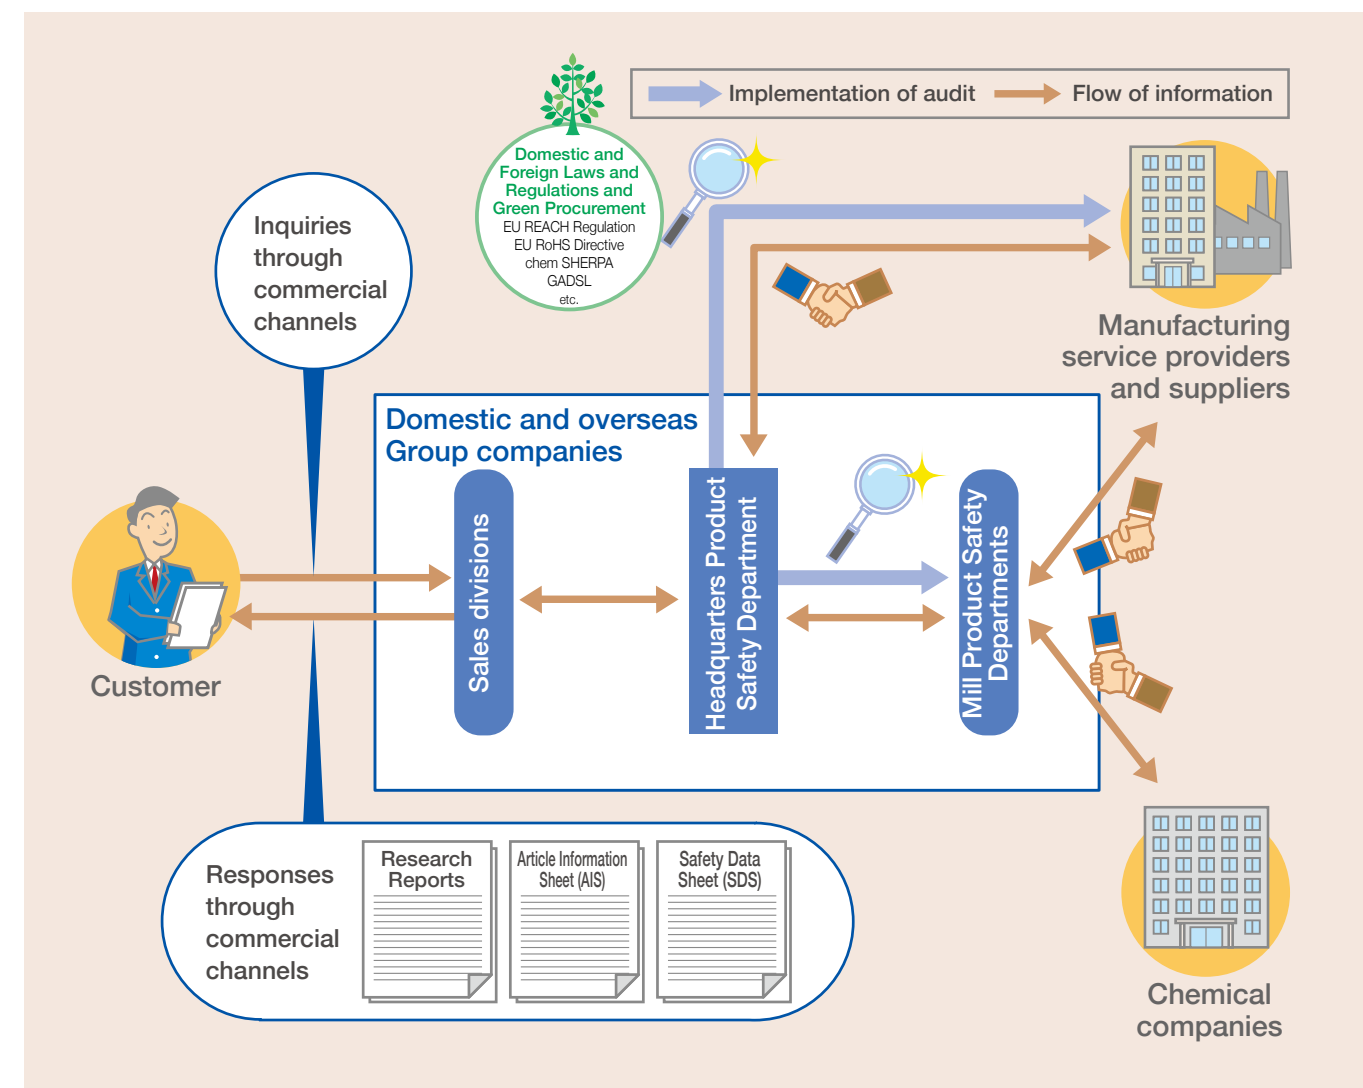 Implementation of audit
Flow of information
Domestic and
Foreign Laws and
Regulations and
Green Procurement
EU REACH Regulation
EU RoHS Directive
chem SHERPA
GADSL
etc.
Inquiries
through
commercial
channels
Manufacturing
service providers
and suppliers
Domestic and overseas
Group companies
Customer
Sales divisions
Headquarters Product
Safety Department
Mill Product Safety
Departments
Responses
through
commercial
channels
Research
Reports
Article Information
Sheet (AIS)
Safety Data
Sheet (SDS)
Chemical
companies